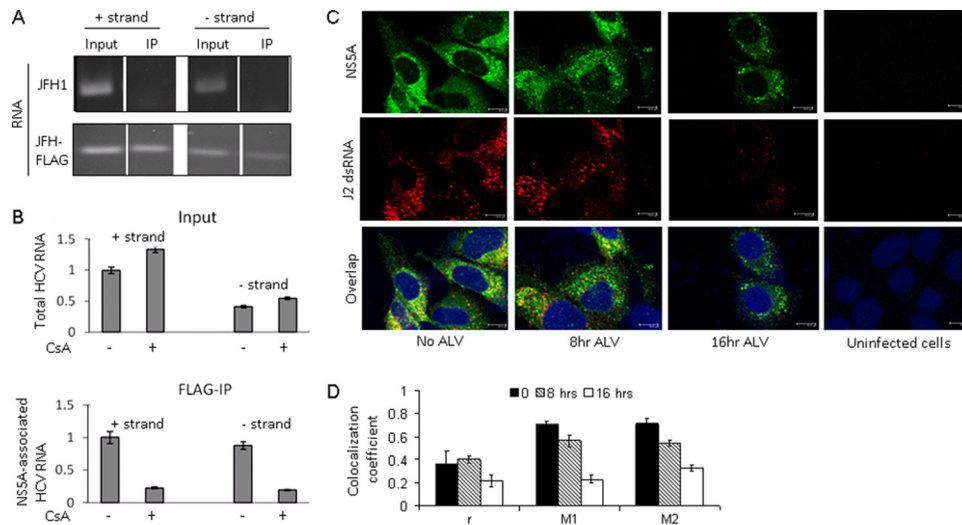 A
+ strand
- strand
Input
IP
Input
IP
RNA
JFH1
JFH-
FLAG
B
Input
Total HCV RNA
1.5
1
0.5
0
+ strand
- strand
CsA
-
+
-
+
FLAG-IP
NS5A-associated
HCV RNA
1.5
1
0.5
0
+ strand
- strand
CsA
-
+
-
+
C
NS5A
J2 dsRNA
Overlap
No ALV
8hr ALV
16hr ALV
Uninfected cells
D
0
8 hrs
16 hrs
Colocalization
coefficient
1
0.8
0.6
0.4
0.2
0
r
M1
M2